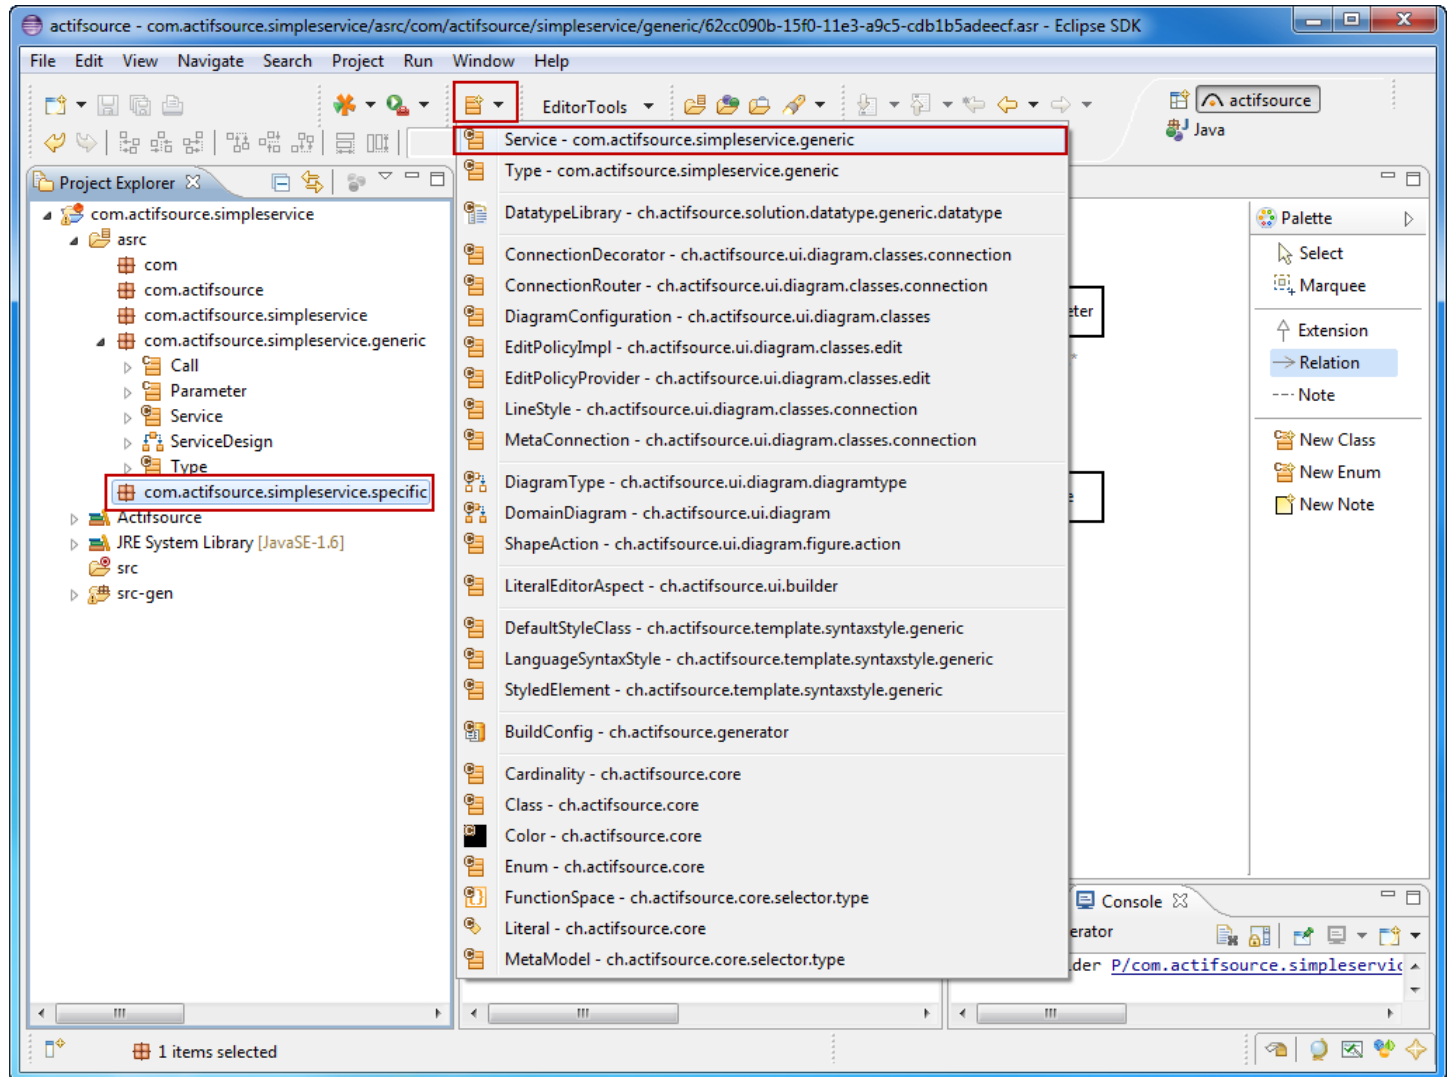 actifsource - com.actifsource.simpleservice/asrc/com/actifsource/simpleservice/generic/62cc090b-15f0-11e3-a9c5-cdb1b5adeecf.asr - Eclipse SDK
File Edit View Navigate Search Project Run Window Help
EditorTools
actifsource
Java
Project Explorer
com.actifsource.simpleservice
asrc
com
com.actifsource
com.actifsource.simpleservice
com.actifsource.simpleservice.generic
Call
Parameter
Service
ServiceDesign
Type
com.actifsource.simpleservice.specific
Actifsource
JRE System Library [JavaSE-1.6]
src
src-gen
Service - com.actifsource.simpleservice.generic
Type - com.actifsource.simpleservice.generic
DatatypeLibrary - ch.actifsource.solution.datatype.generic.datatype
ConnectionDecorator - ch.actifsource.ui.diagram.classes.connection
ConnectionRouter - ch.actifsource.ui.diagram.classes.connection
DiagramConfiguration - ch.actifsource.ui.diagram.classes
EditPolicyImpl - ch.actifsource.ui.diagram.classes.edit
EditPolicyProvider - ch.actifsource.ui.diagram.classes.edit
LineStyle - ch.actifsource.ui.diagram.classes.connection
MetaConnection - ch.actifsource.ui.diagram.classes.connection
DiagramType - ch.actifsource.ui.diagram.diagramtype
DomainDiagram - ch.actifsource.ui.diagram
ShapeAction - ch.actifsource.ui.diagram.figure.action
LiteralEditorAspect - ch.actifsource.ui.builder
DefaultStyleClass - ch.actifsource.template.syntaxstyle.generic
LanguageSyntaxStyle - ch.actifsource.template.syntaxstyle.generic
StyledElement - ch.actifsource.template.syntaxstyle.generic
BuildConfig - ch.actifsource.generator
Cardinality - ch.actifsource.core
Class - ch.actifsource.core
Color - ch.actifsource.core
Enum - ch.actifsource.core
FunctionSpace - ch.actifsource.core.selector.type
Literal - ch.actifsource.core
MetaModel - ch.actifsource.core.selector.type
eter
*
e
Palette
Select
Marquee
Extension
Relation
Note
New Class
New Enum
New Note
Console
erator
der P/com.actifsource.simpleservic
1 items selected